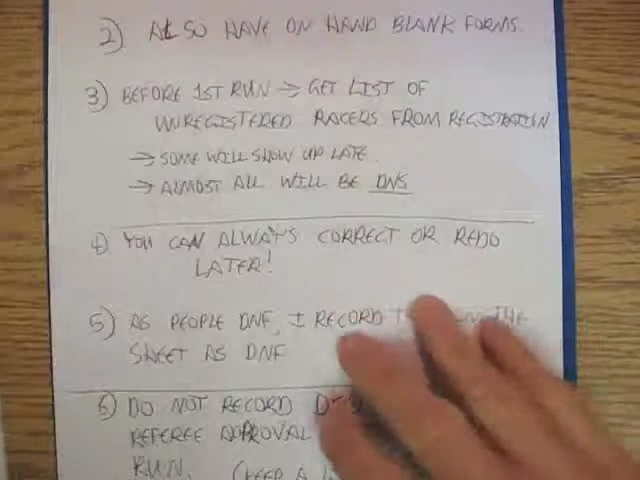 2) ALSO HAVE ON HAND BLANK FORMS.
3) BEFORE 1ST RUN → GET LIST OF
UNREGISTERED RACERS FROM REGISTRATION
→ SOME WILL SHOW UP LATE.
→ ALMOST ALL WILL BE DNS
4) YOU CAN ALWAYS CORRECT OR REDO
LATER!
5) AS PEOPLE DNF, I RECORD THE
SHEET AS DNF
6) DO NOT RECORD
REFEREE APPROVAL
RUN. (KEEP A